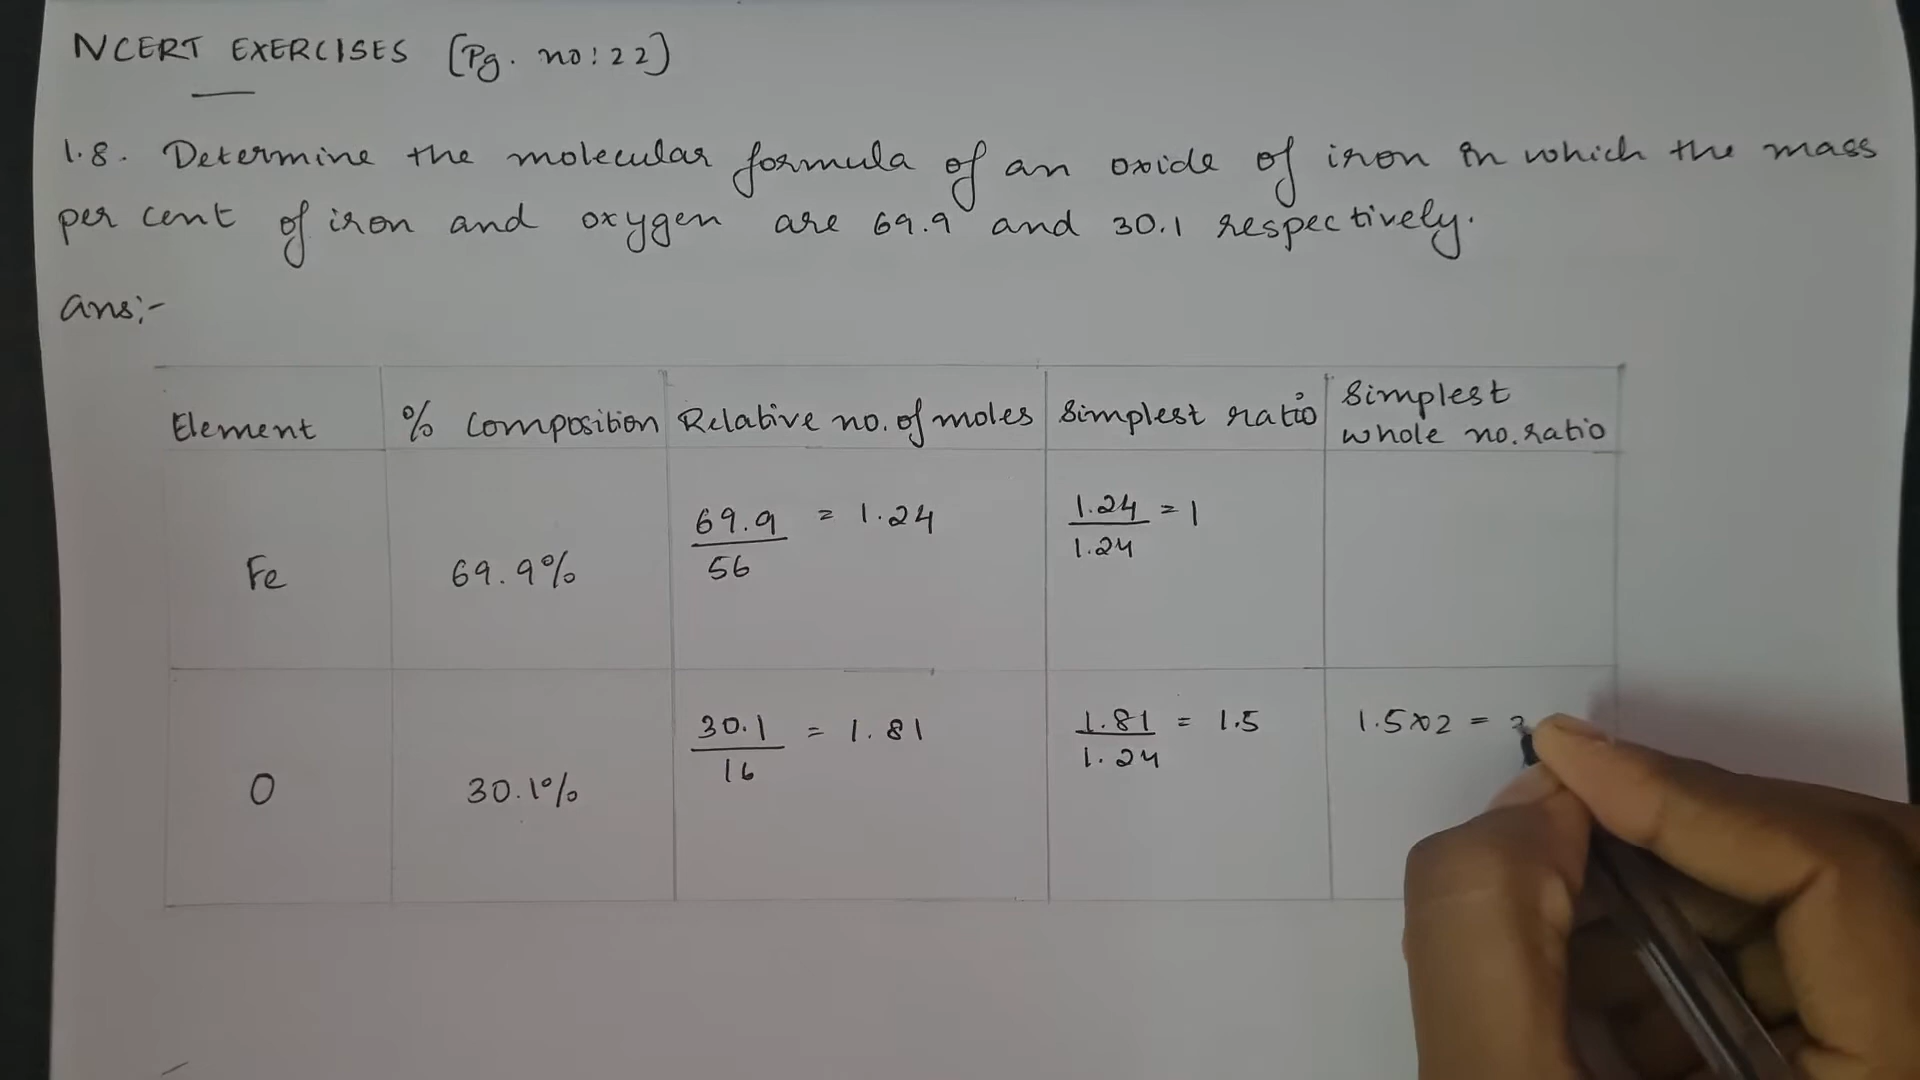 NCERT EXERCISES [Pg. no:22]
1.8. Determine the molecular formula of an oxide of iron in which the mass
per cent of iron and oxygen are 69.9 and 30.1 respectively.
ans:-
Element % Composition Relative no. of moles Simplest ratio Simplest whole no. ratio
Fe 69.9% 69.9/56 = 1.24 1.24/1.24 = 1
O 30.1% 30.1/16 = 1.81 1.81/1.24 = 1.5 1.5x2 =